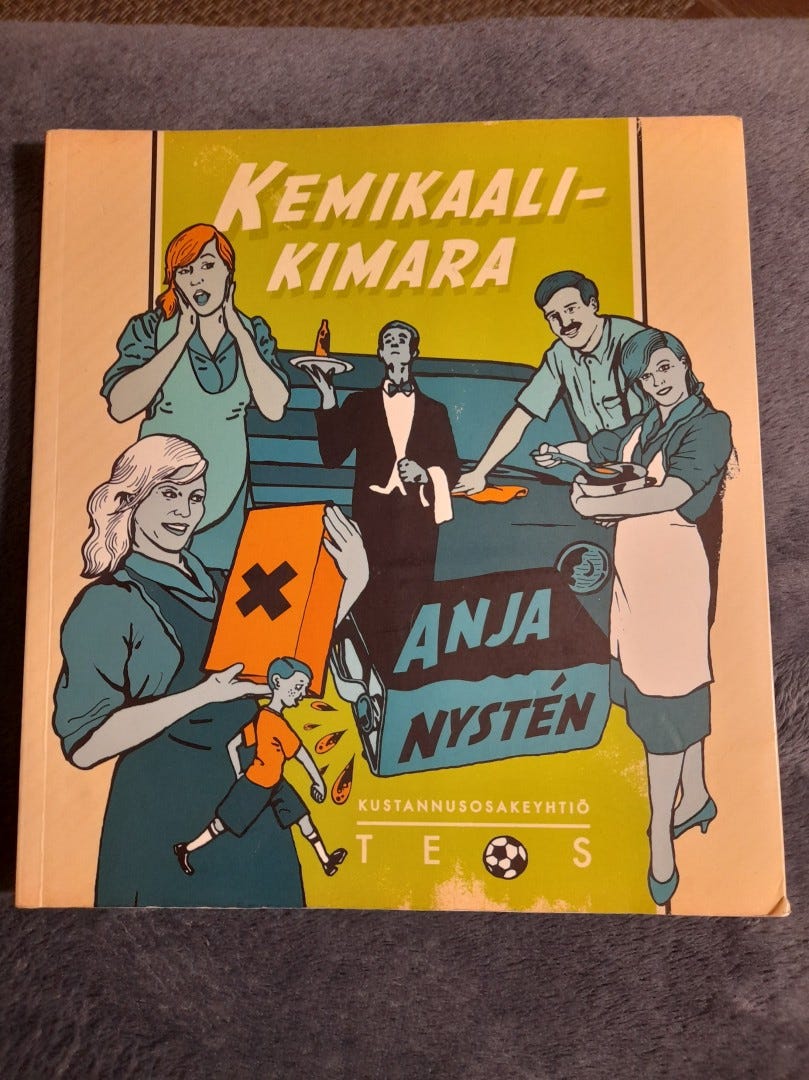 KEMIKAALI-
KIMARA
ANJA
NYSTÉN
KUSTANNUSOSAKEYHTIÖ
TEOS